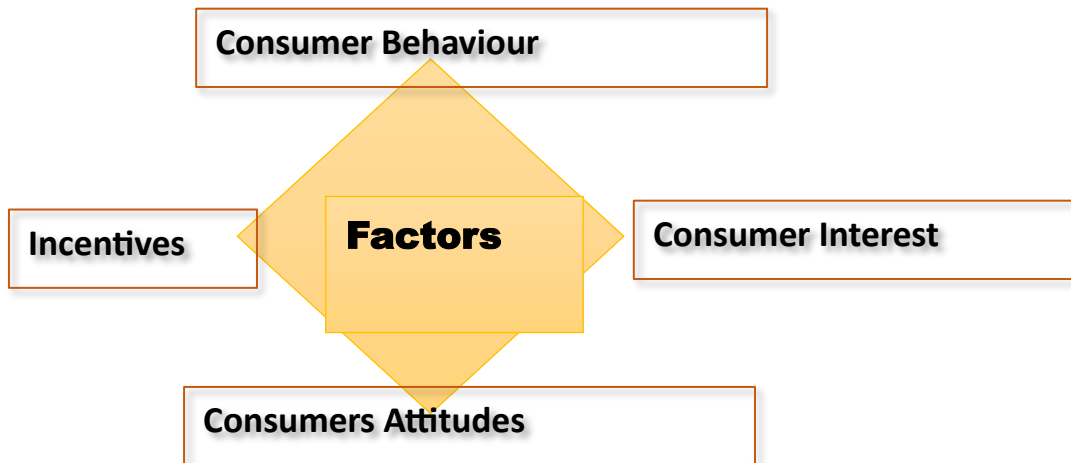 Consumer Behaviour
Incentives
Factors
Consumer Interest
Consumers Attitudes